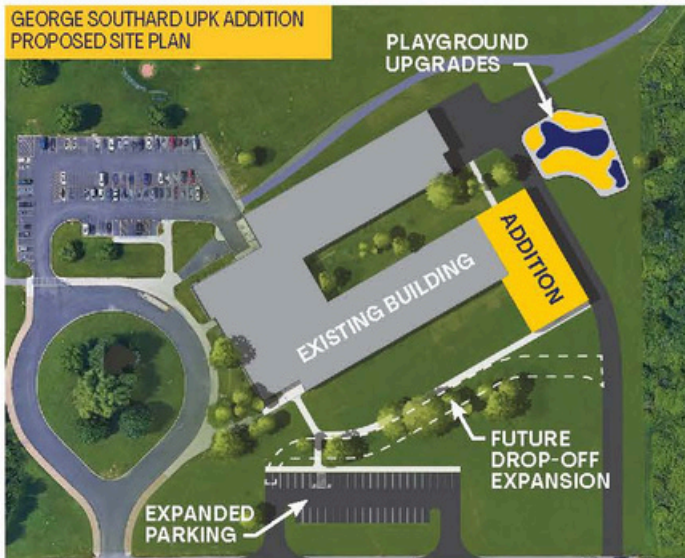 GEORGE SOUTHARD UPK ADDITION
PROPOSED SITE PLAN
PLAYGROUND
UPGRADES
ADDITION
EXISTING BUILDING
FUTURE
DROP-OFF
EXPANSION
EXPANDED
PARKING